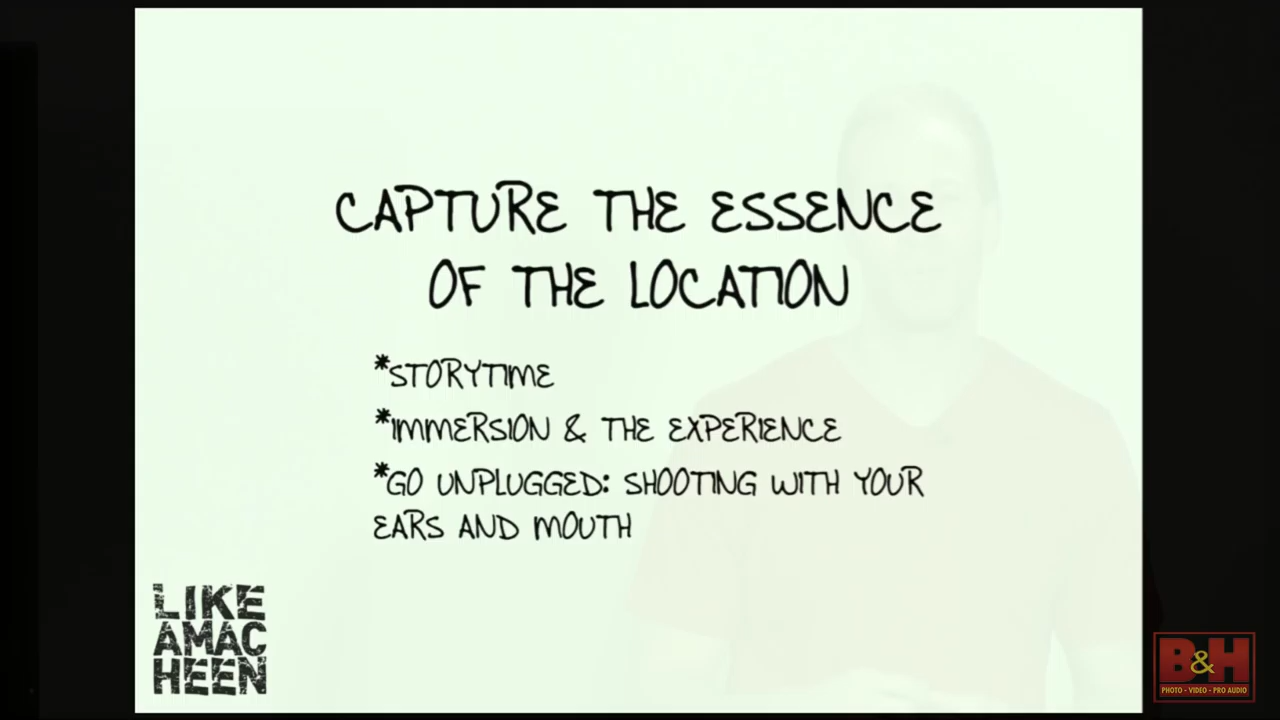 CAPTURE THE ESSENCE
OF THE LOCATION
*STORYTIME
*IMMERSION & THE EXPERIENCE
*GO UNPLUGGED: SHOOTING WITH YOUR
EARS AND MOUTH
LIKE
AMAC
HEEN
B&H
PHOTO - VIDEO - PRO AUDIO